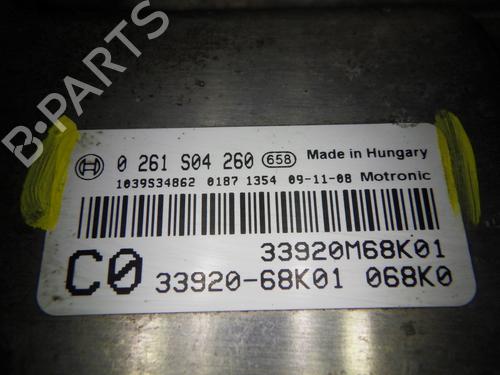 B-PARTS
0 261 S04 260 658 Made in Hungary
1039S34862 0187 1354 09-11-08 Motronic
33920M68K01
C0 33920-68K01 068K0